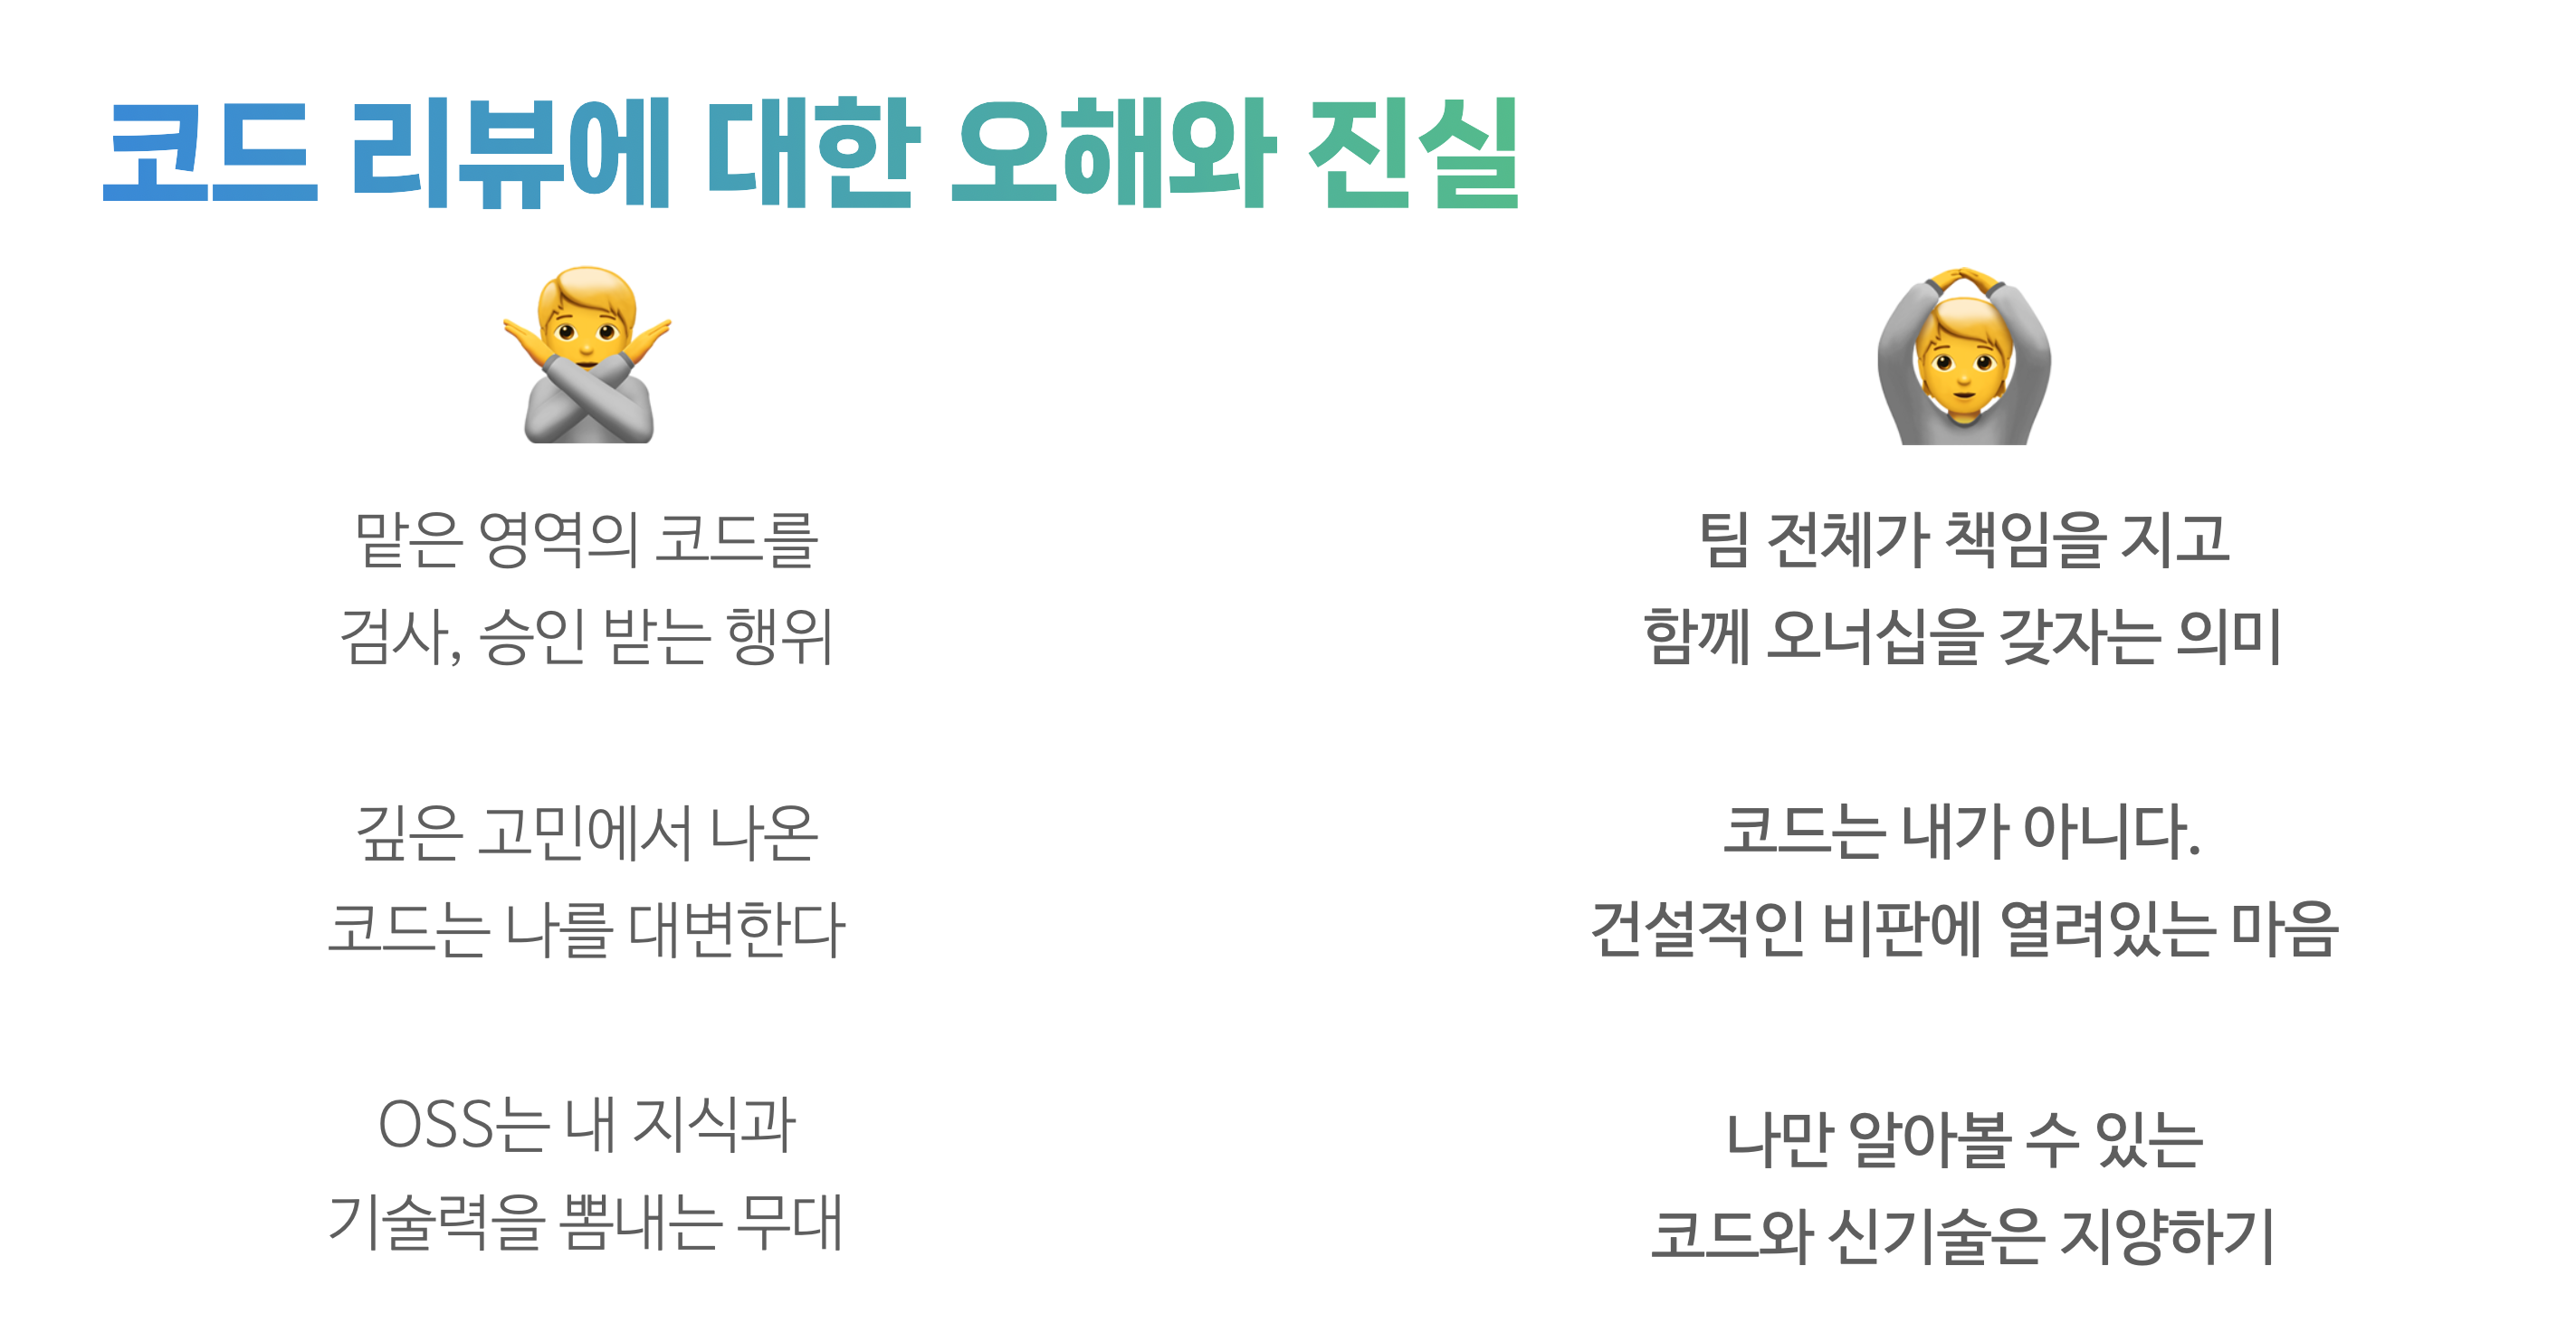 코드 리뷰에 대한 오해와 진실
맡은 영역의 코드를
검사, 승인 받는 행위
깊은 고민에서 나온
코드는 나를 대변한다
OSS는 내 지식과
기술력을 뽐내는 무대
팀 전체가 책임을 지고
함께 오너십을 갖자는 의미
코드는 내가 아니다.
건설적인 비판에 열려있는 마음
나만 알아볼 수 있는
코드와 신기술은 지양하기